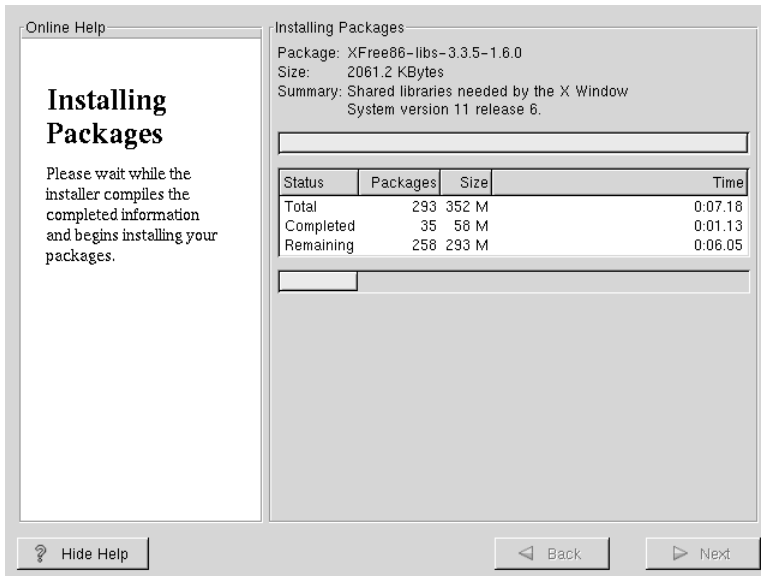 Online Help
Installing
Packages
Please wait while the
installer compiles the
completed information
and begins installing your
packages.
Installing Packages
Package: XFree86-libs-3.3.5-1.6.0
Size: 2061.2 KBytes
Summary: Shared libraries needed by the X Window
System version 11 release 6.
Status Packages Size Time
Total 293 352 M 0:07.18
Completed 35 58 M 0:01.13
Remaining 258 293 M 0:06.05
? Hide Help
Back
Next